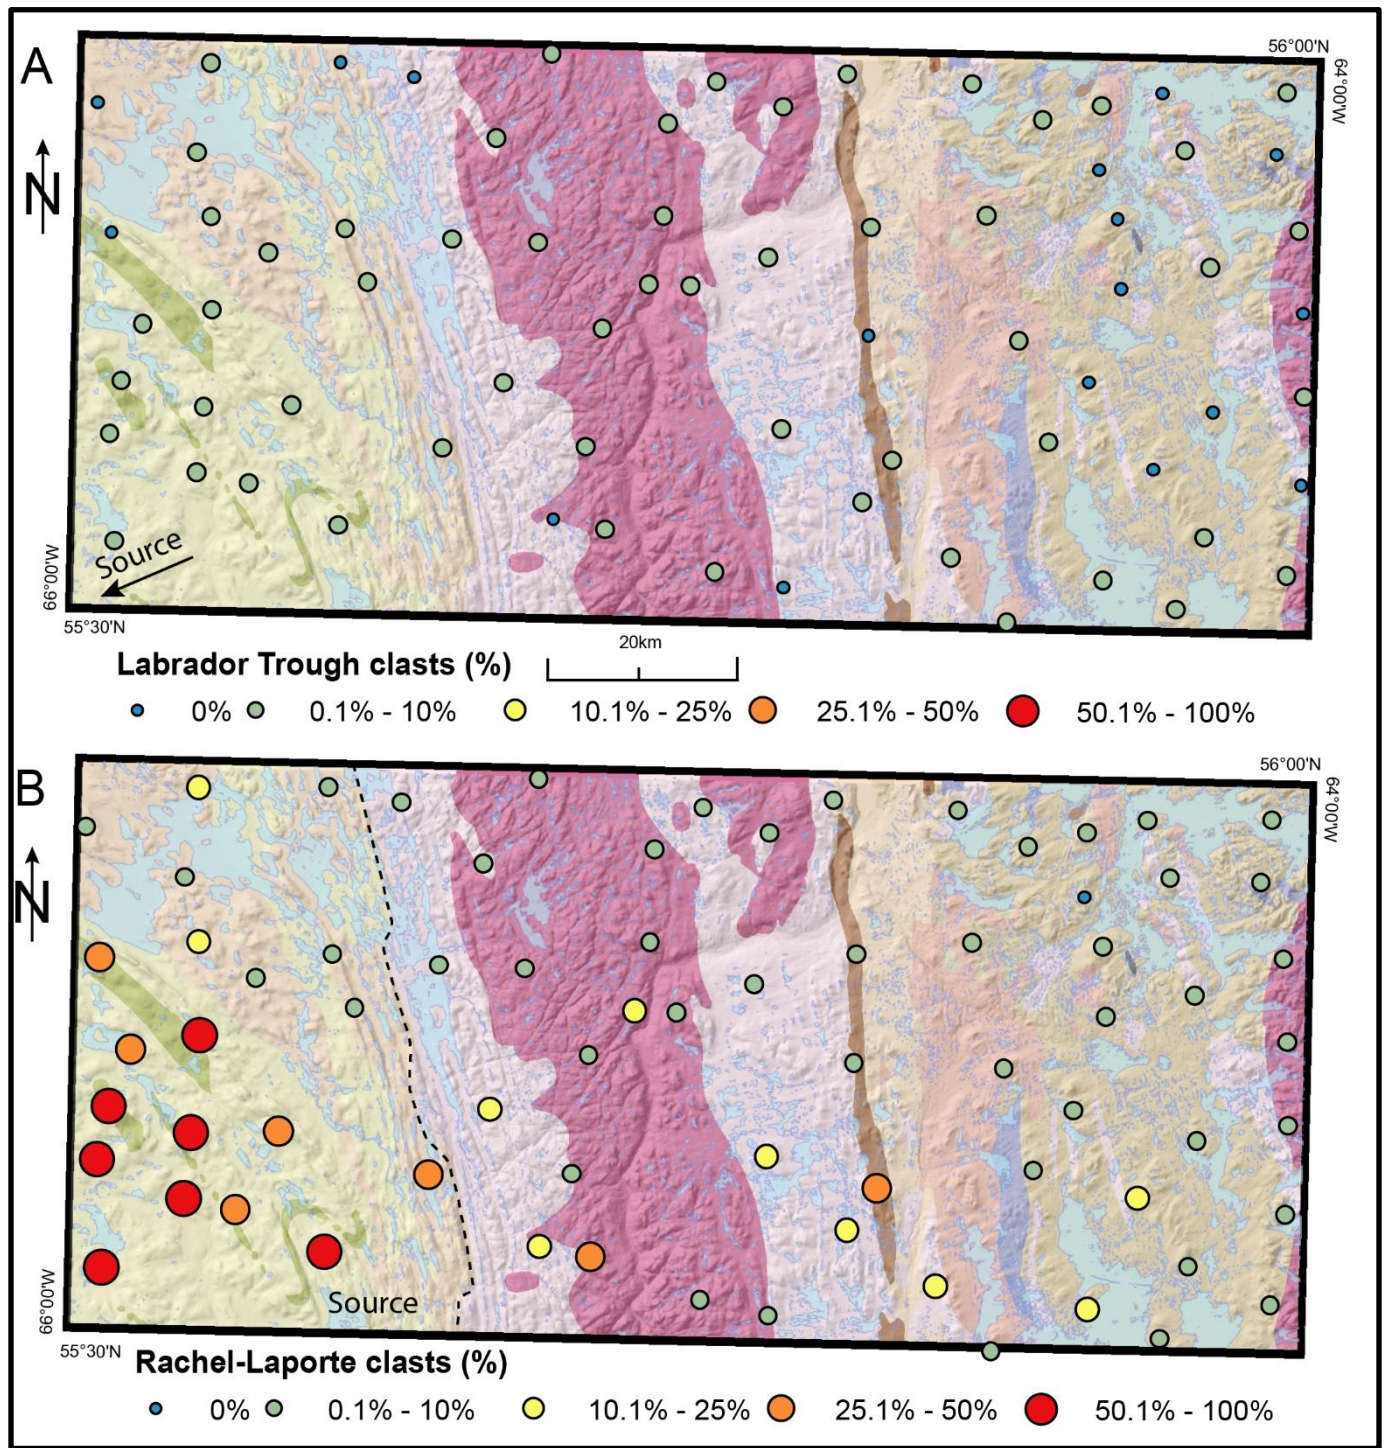 A
56°00'N
64°00'W
N
Source
66°00'W
55°30'N
20km
Labrador Trough clasts (%)
0% 0.1% - 10% 10.1% - 25% 25.1% - 50% 50.1% - 100%
B
56°00'N
64°00'W
N
Source
66°00'W
55°30'N
Rachel-Laporte clasts (%)
0% 0.1% - 10% 10.1% - 25% 25.1% - 50% 50.1% - 100%